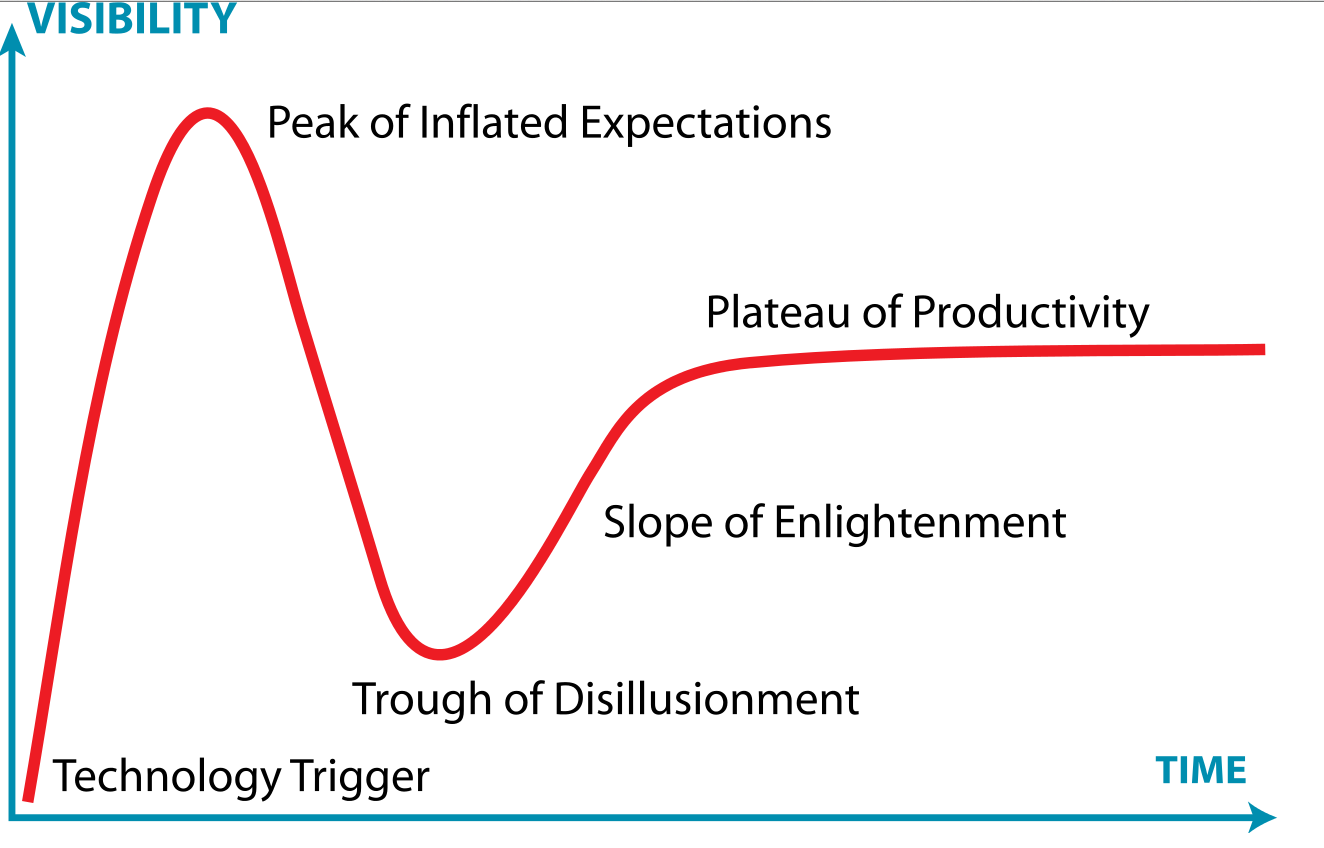 VISIBILITY
Peak of Inflated Expectations
Plateau of Productivity
Slope of Enlightenment
Trough of Disillusionment
Technology Trigger
TIME